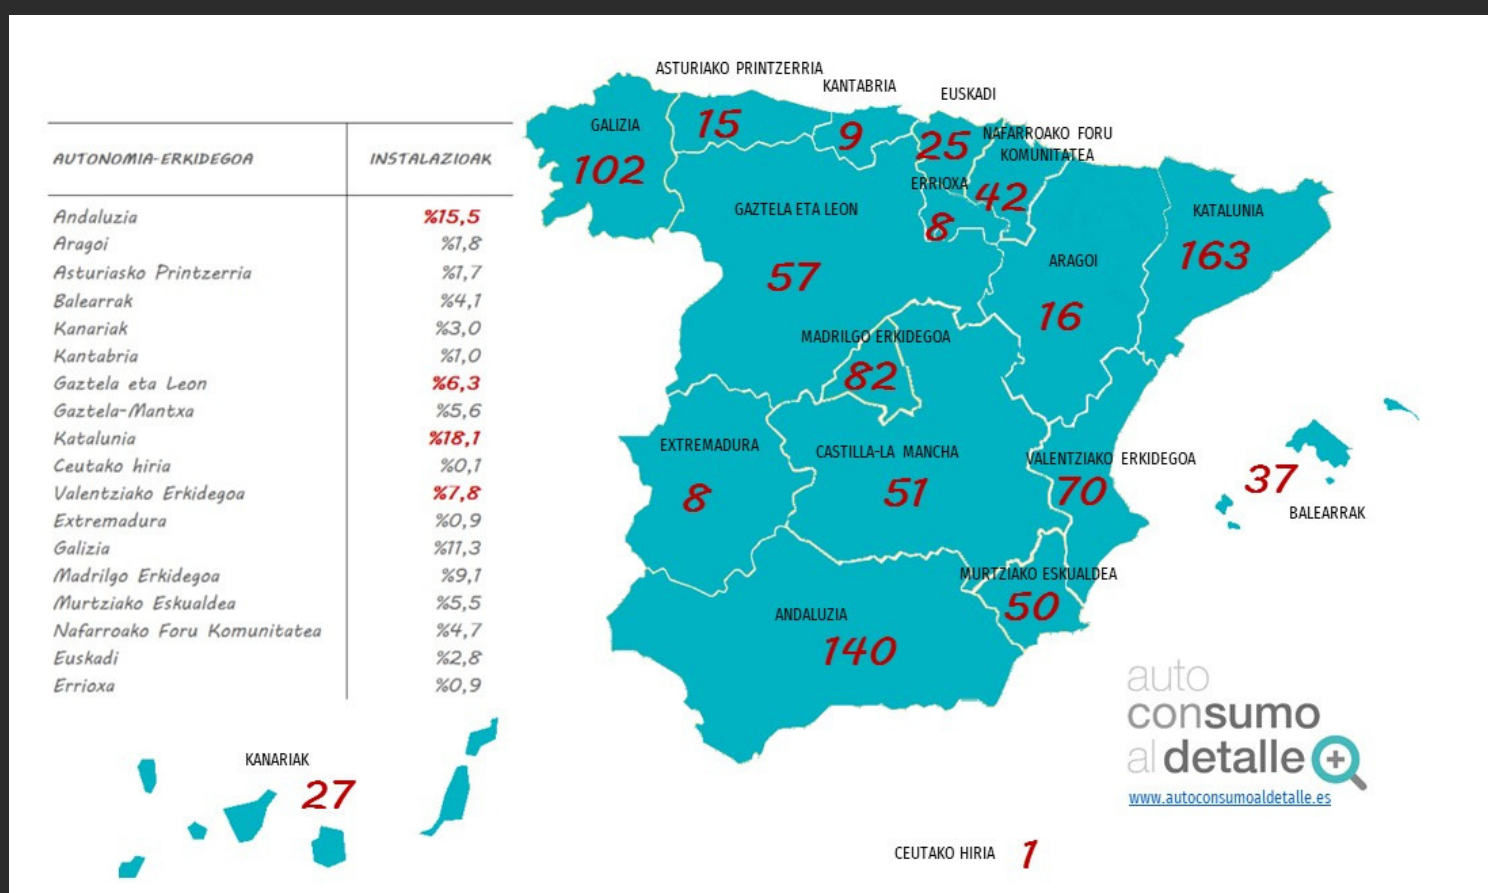 AUTONOMIA-ERKIDEGOA INSTALAZIOAK
Andaluzia %15,5
Aragoi %1,8
Asturiasko Printzerria %1,7
Balearrak %4,1
Kanariak %3,0
Kantabria %1,0
Gaztela eta Leon %6,3
Gaztela-Mantxa %5,6
Katalunia %18,1
Ceutako hiria %0,1
Valentziako Erkidegoa %7,8
Extremadura %0,9
Galizia %11,3
Madrilgo Erkidegoa %9,1
Murtziako Eskualdea %5,5
Nafarroako Foru Komunitatea %4,7
Euskadi %2,8
Errioxa %0,9
ASTURIAKO PRINTZERRIA
15
KANTABRIA
9
EUSKADI
25
GALIZIA
102
NAFARROAKO FORU
KOMUNITATEA
42
ERRIOXA
8
GAZTELA ETA LEON
57
KATALUNIA
163
ARAGOI
16
MADRILGO ERKIDEGOA
82
EXTREMADURA
8
CASTILLA-LA MANCHA
51
VALENTZIAKO ERKIDEGOA
70
37
BALEARRAK
MURTZIAKO ESKUALDEA
50
ANDALUZIA
140
KANARIAK
27
CEUTAKO HIRIA 1
auto
consumo
al detalle
www.autoconsumoaldetalle.es